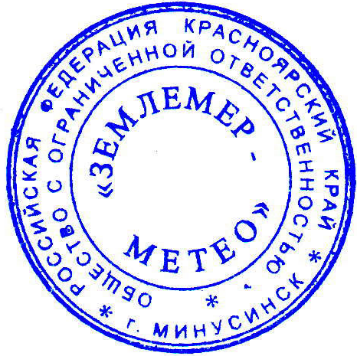 РОССИЙСКАЯ ФЕДЕРАЦИЯ КРАСНОЯРСКИЙ КРАЙ
* г. МИНУСИНСК *
ОБЩЕСТВО С ОГРАНИЧЕННОЙ ОТВЕТСТВЕННОСТЬЮ *
«ЗЕМЛЕМЕР -
МЕТЕО»